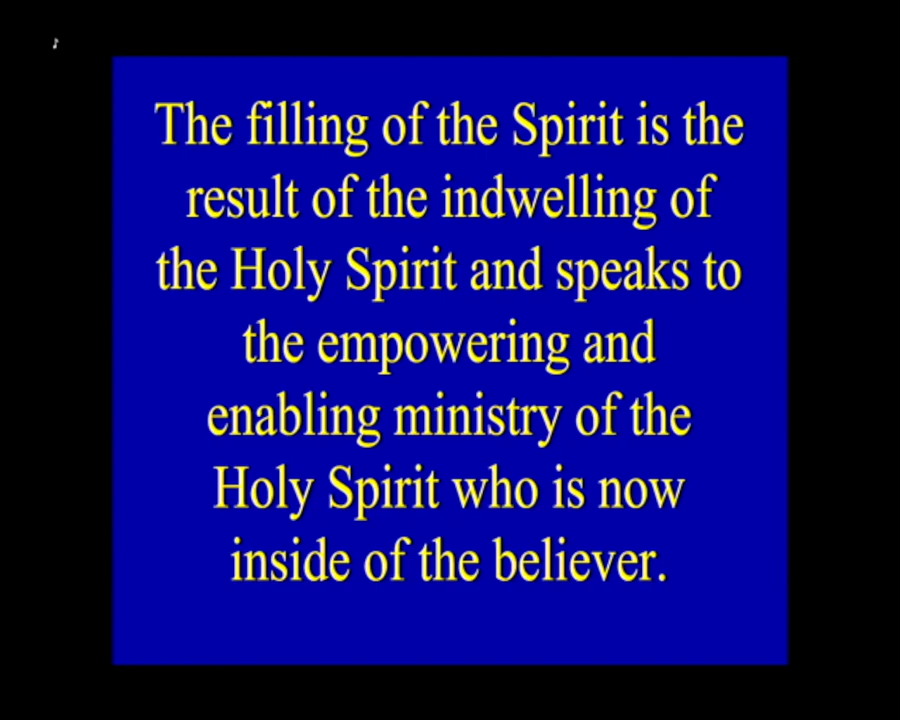 The filling of the Spirit is the
result of the indwelling of
the Holy Spirit and speaks to
the empowering and
enabling ministry of the
Holy Spirit who is now
inside of the believer.